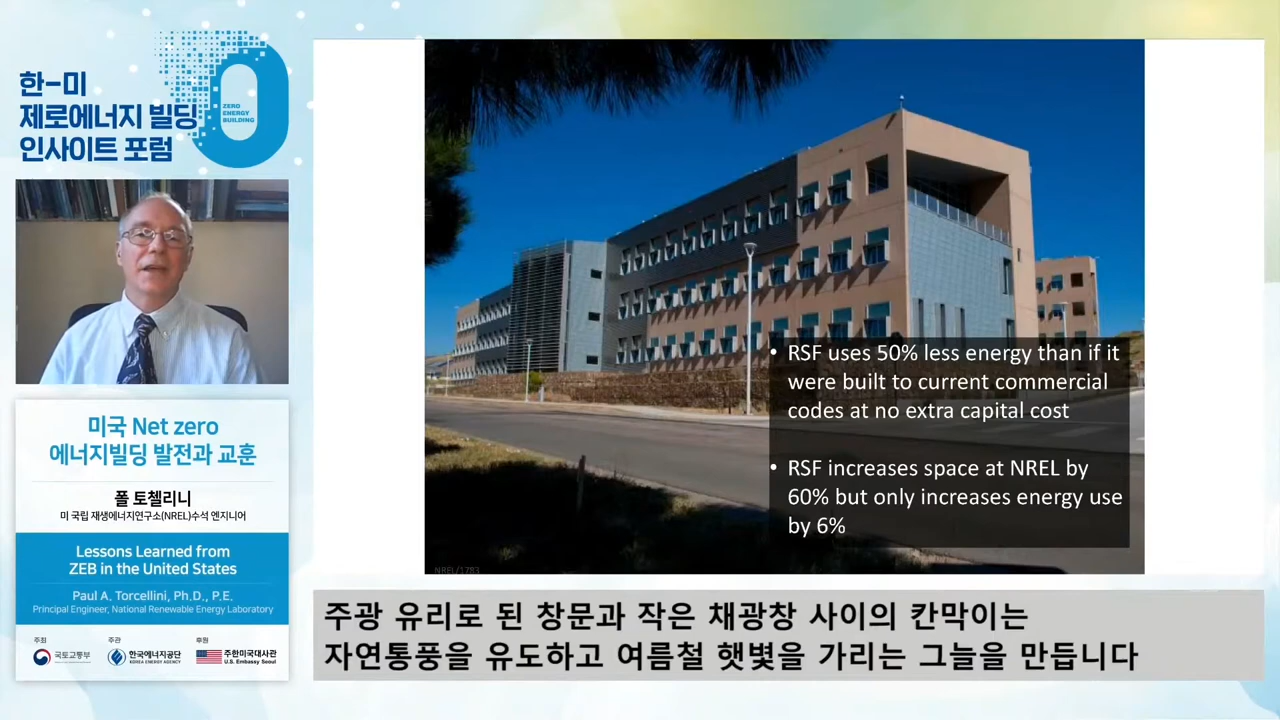 한-미
제로에너지 빌딩
인사이트 포럼
ZERO
ENERGY
BUILDING
미국 Net zero
에너지빌딩 발전과 교훈
폴 토첼리니
미 국립 재생에너지연구소(NREL)수석 엔지니어
Lessons Learned from
ZEB in the United States
Paul A. Torcellini, Ph.D., P.E.
Principal Engineer, National Renewable Energy Laboratory
주최
국토교통부
주관
한국에너지공단
KOREA ENERGY AGENCY
후원
주한미국대사관
U.S. Embassy Seoul
• RSF uses 50% less energy than if it
were built to current commercial
codes at no extra capital cost
• RSF increases space at NREL by
60% but only increases energy use
by 6%
NREL/1783
주광 유리로 된 창문과 작은 채광창 사이의 칸막이는
자연통풍을 유도하고 여름철 햇볓을 가리는 그늘을 만듭니다